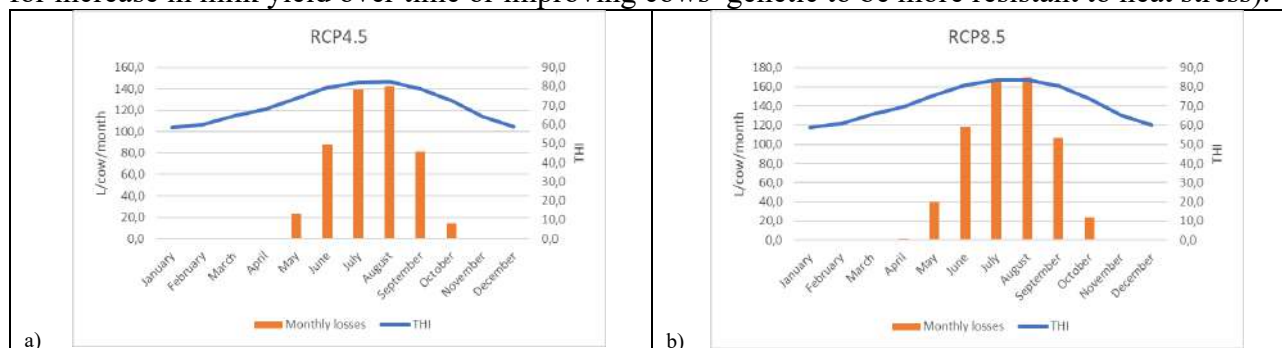 for increase in milk yield over time or improving cows' genetic to be more resistant to heat stress).
RCP4.5
160,0
140,0
120,0
100,0
80,0
60,0
40,0
20,0
0,0
L/cow/month
90,0
80,0
70,0
60,0
50,0
40,0
30,0
20,0
10,0
0,0
THI
January
February
March
April
May
June
July
August
September
October
November
December
Monthly losses
THI
a)
RCP8.5
180,0
160,0
140,0
120,0
100,0
80,0
60,0
40,0
20,0
0,0
L/cow/month
90,0
80,0
70,0
60,0
50,0
40,0
30,0
20,0
10,0
0,0
THI
January
February
March
April
May
June
July
August
September
October
November
December
Monthly losses
THI
b)